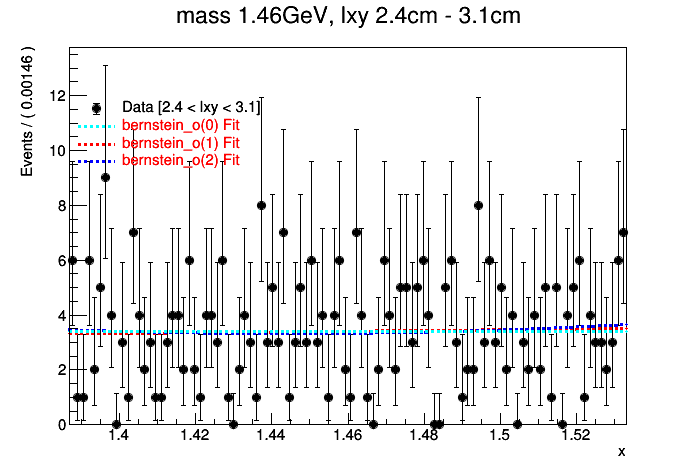 mass 1.46GeV, lxy 2.4cm - 3.1cm
Events / ( 0.00146 )
12
10
8
6
4
2
0
Data [2.4 < lxy < 3.1]
bernstein_o(0) Fit
bernstein_o(1) Fit
bernstein_o(2) Fit
1.4 1.42 1.44 1.46 1.48 1.5 1.52
x